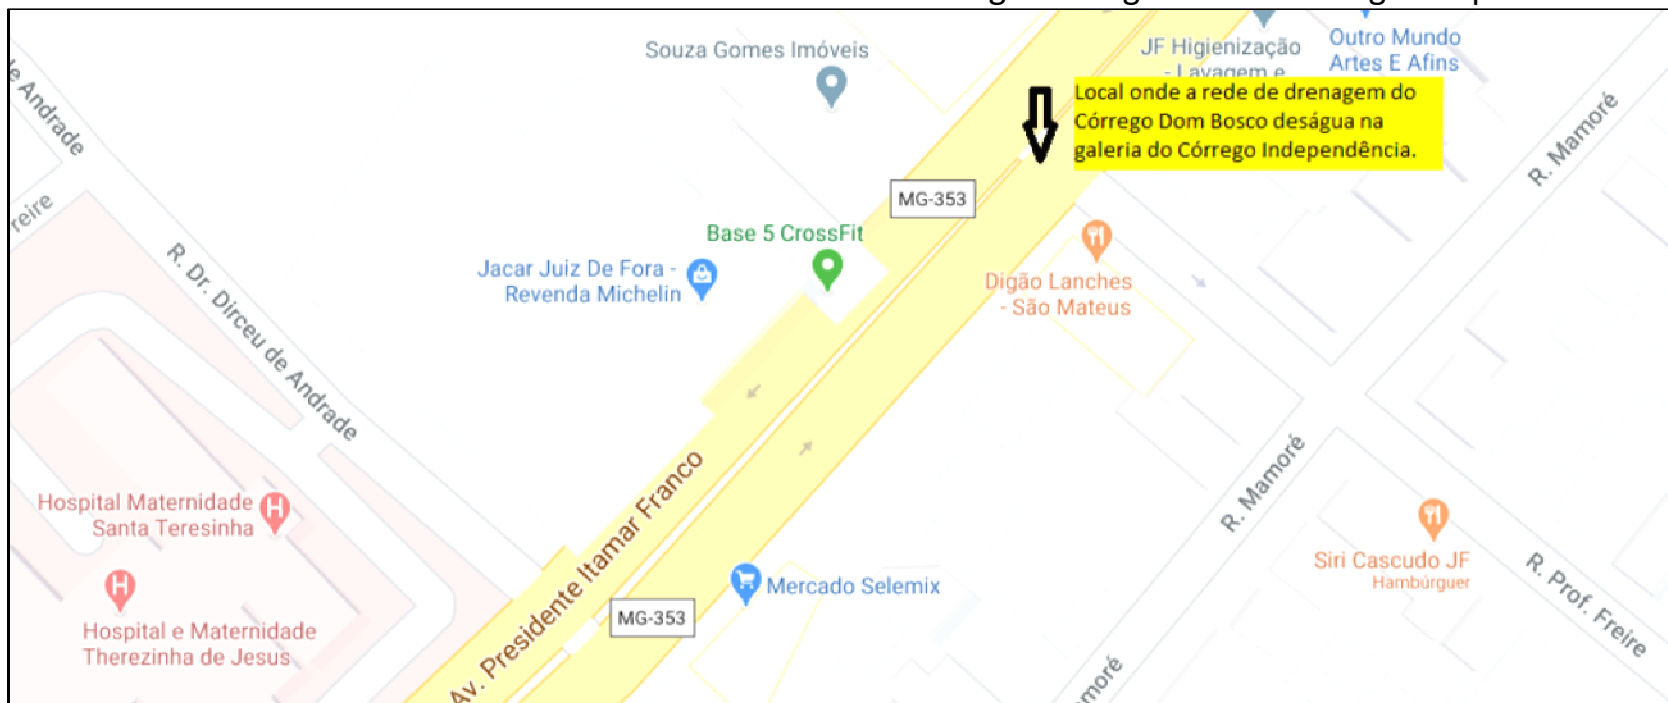 Souza Gomes Imóveis
JF Higienização
- Lavagem e
Outro Mundo
Artes E Afins
Local onde a rede de drenagem do
Córrego Dom Bosco deságua na
galeria do Córrego Independência.
de Andrade
R. Mamoré
MG-353
Base 5 CrossFit
Jacar Juiz De Fora -
Revenda Michelin
Digão Lanches
- São Mateus
R. Dr. Dirceu de Andrade
Hospital Maternidade
Santa Teresinha
Av. Presidente Itamar Franco
R. Mamoré
Siri Cascudo JF
Hambúrguer
R. Prof. Freire
Mercado Selemix
MG-353
Hospital e Maternidade
Therezinha de Jesus